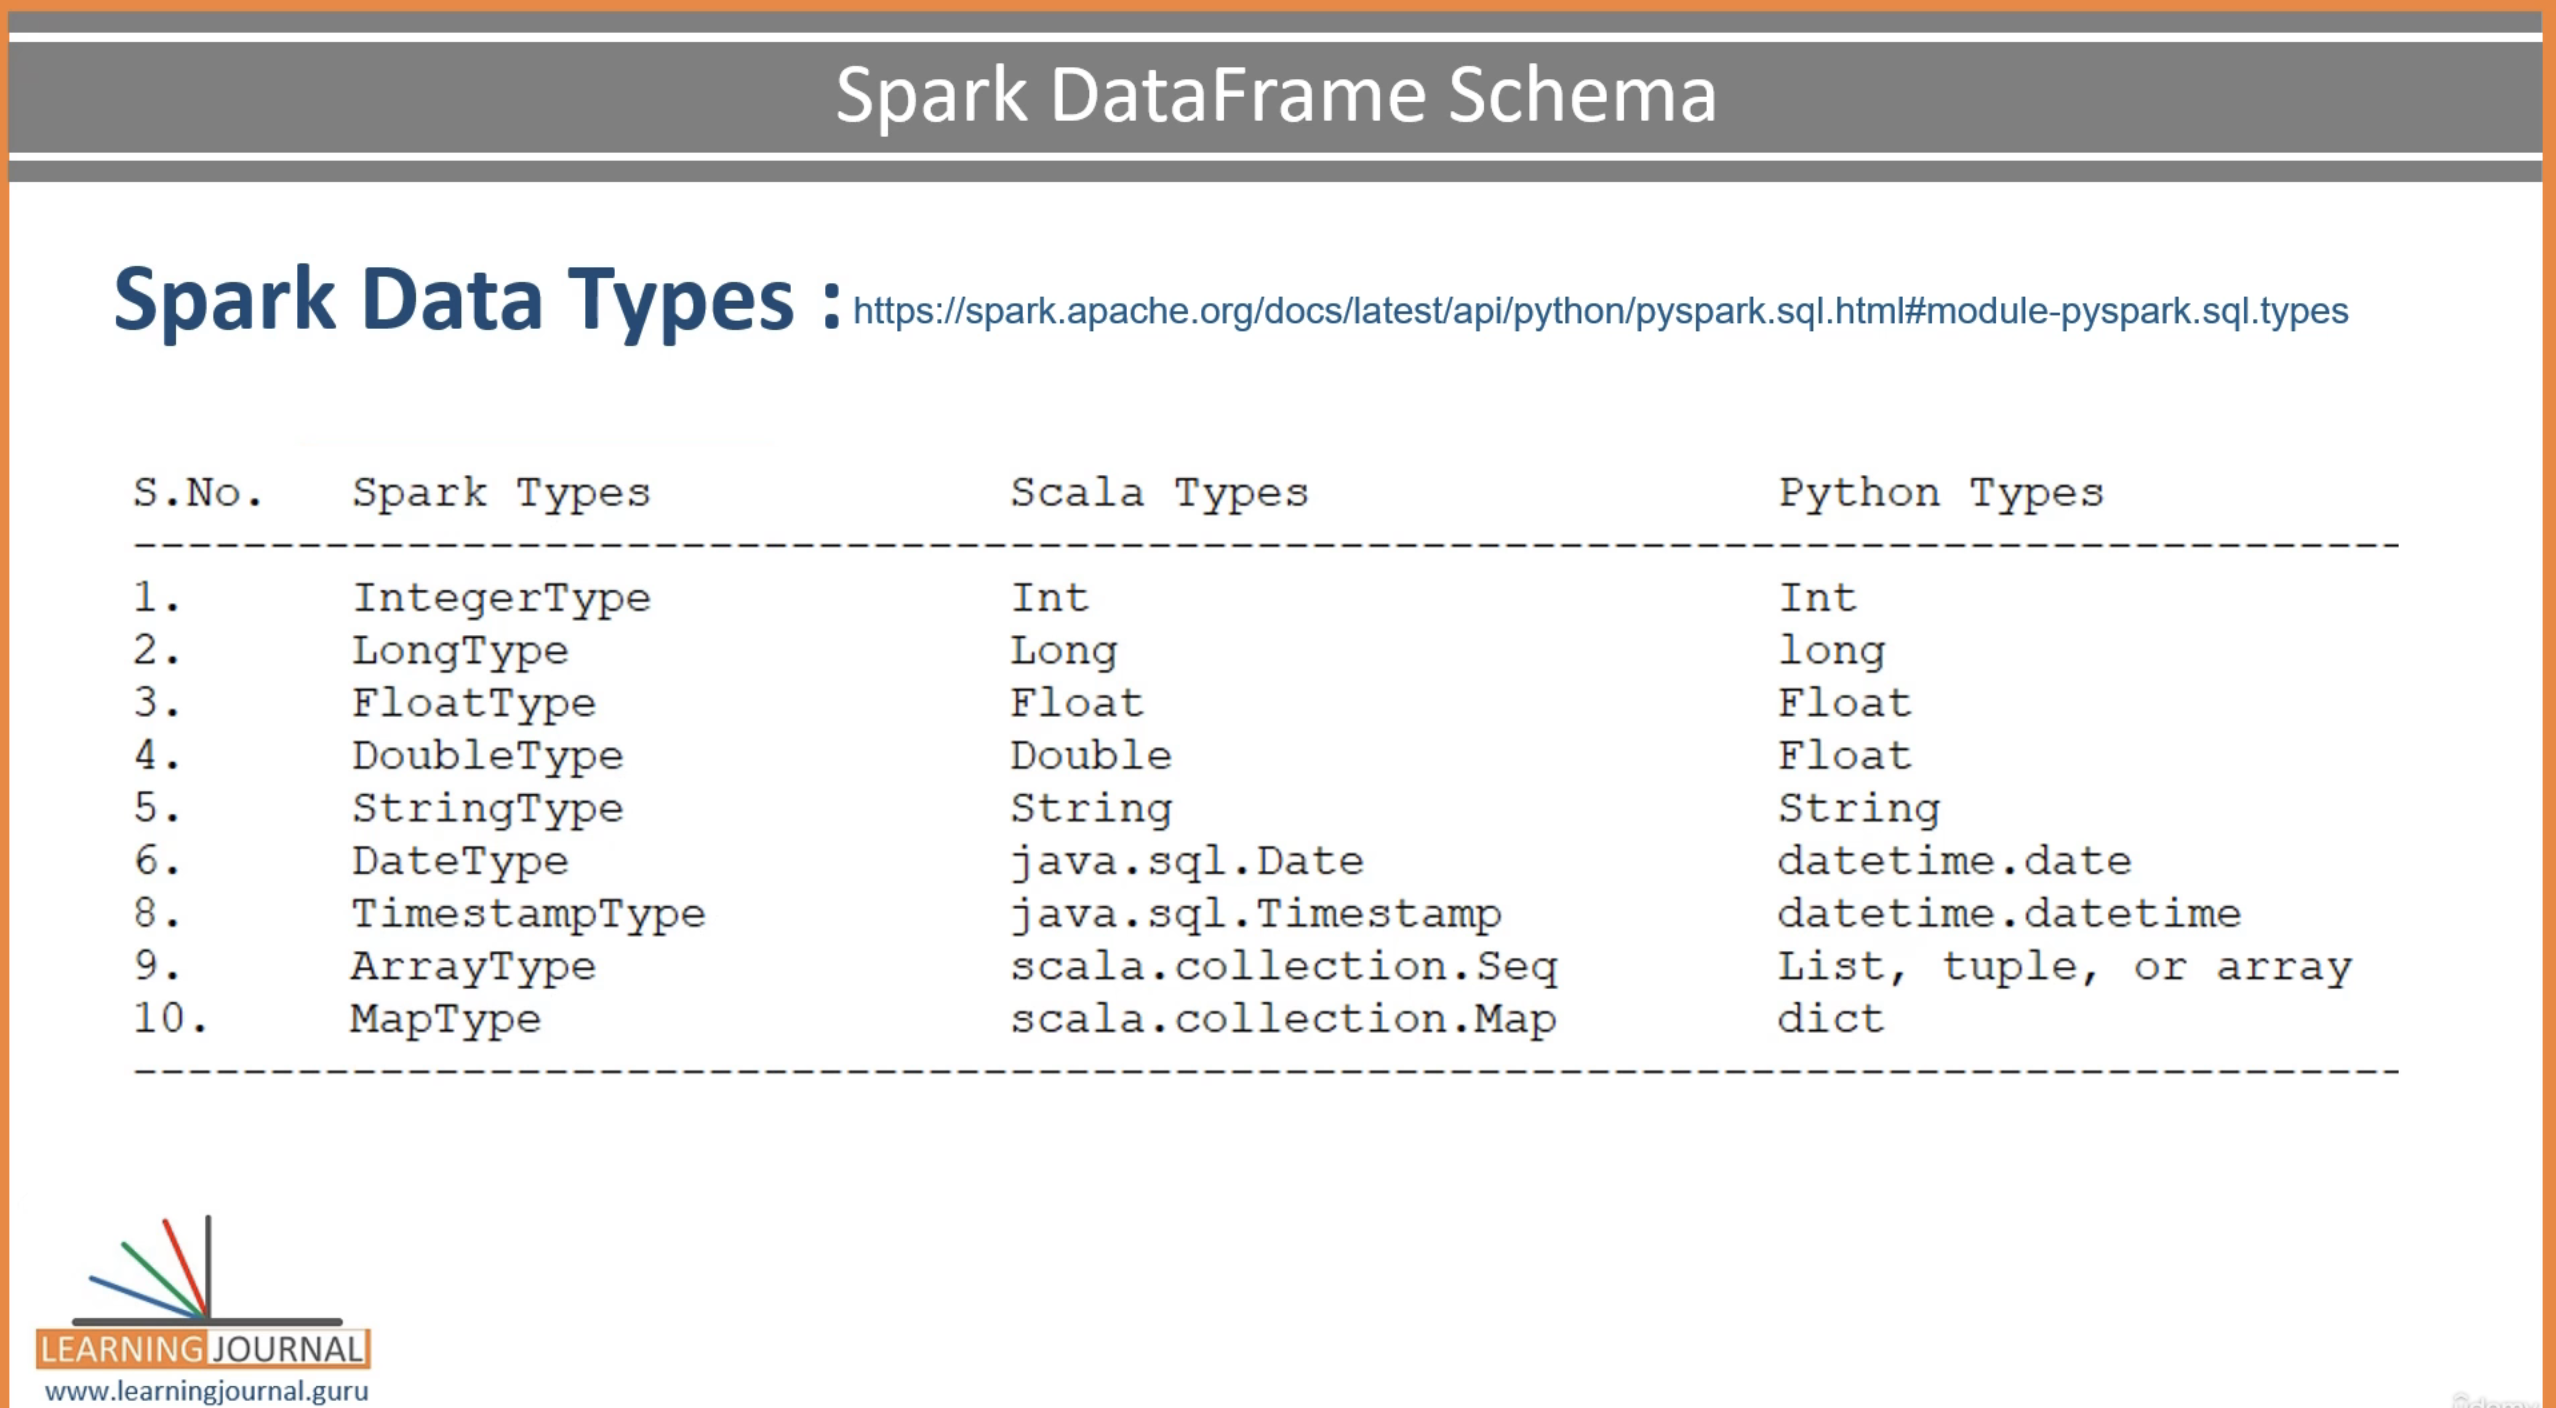 Spark DataFrame Schema
Spark Data Types : https://spark.apache.org/docs/latest/api/python/pyspark.sql.html#module-pyspark.sql.types
S.No. Spark Types Scala Types Python Types
------------------------------------------------------------------------------------
1. IntegerType Int Int
2. LongType Long long
3. FloatType Float Float
4. DoubleType Double Float
5. StringType String String
6. DateType java.sql.Date datetime.date
8. TimestampType java.sql.Timestamp datetime.datetime
9. ArrayType scala.collection.Seq List, tuple, or array
10. MapType scala.collection.Map dict
------------------------------------------------------------------------------------
LEARNING JOURNAL
www.learningjournal.guru